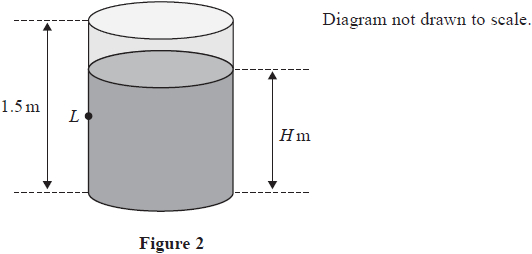 Diagram not drawn to scale.
1.5 m
L
H m
Figure 2